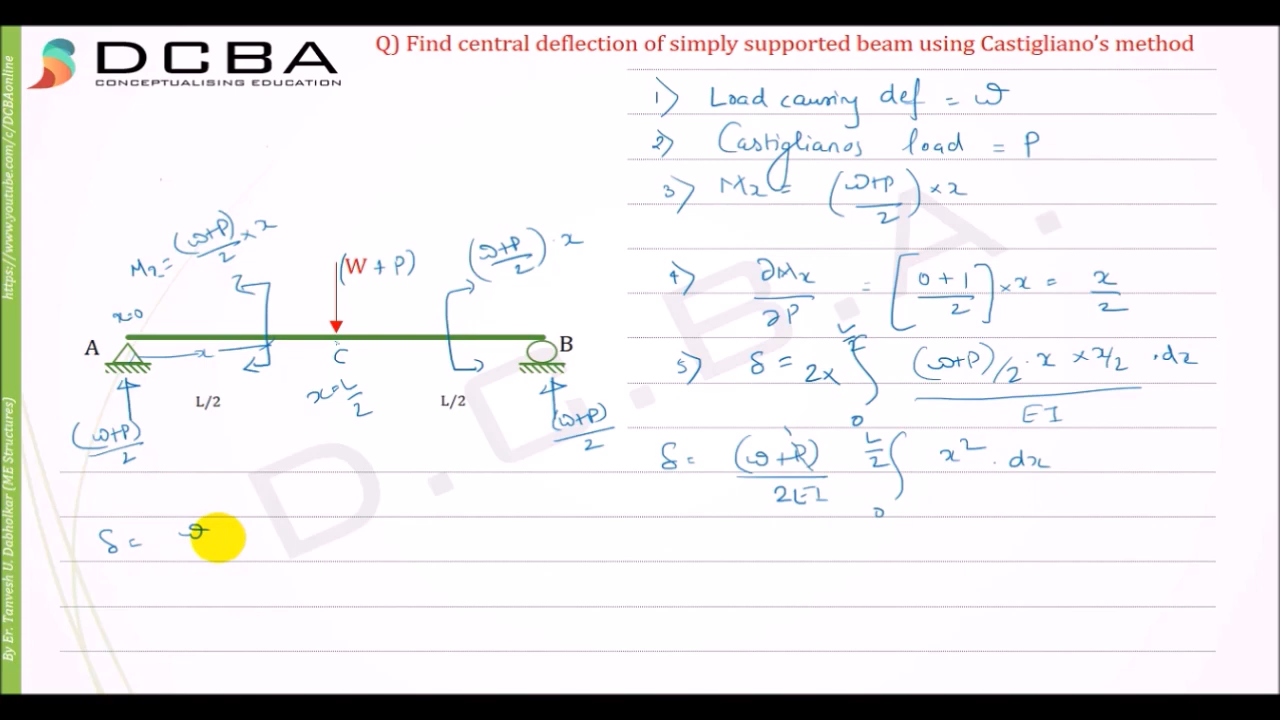 DCBA
CONCEPTUALISING EDUCATION
Q) Find central deflection of simply supported beam using Castigliano's method
1) Load causing def = W
2) Castiglianos load = P
3) Mx = (W+P/2) × x
4) ∂Mx/∂P = [0+1/2] × x = x/2
5) δ = 2x ∫₀^(L/2) (W+P)/2 · x × x/2 · dx / EI
δ = (W+P)/2EI ∫₀^(L/2) x² · dx
Mx = (W+P)/2 × x
(W + P)
(W+P/2) · x
x=0
A
x
C
B
L/2
x=L/2
L/2
(W+P)/2
(W+P)/2
δ = W
D.C.B.A.
https://www.youtube.com/c/DCBAonline
By Er. Tanvesh U. Dabholkar (ME Structures)